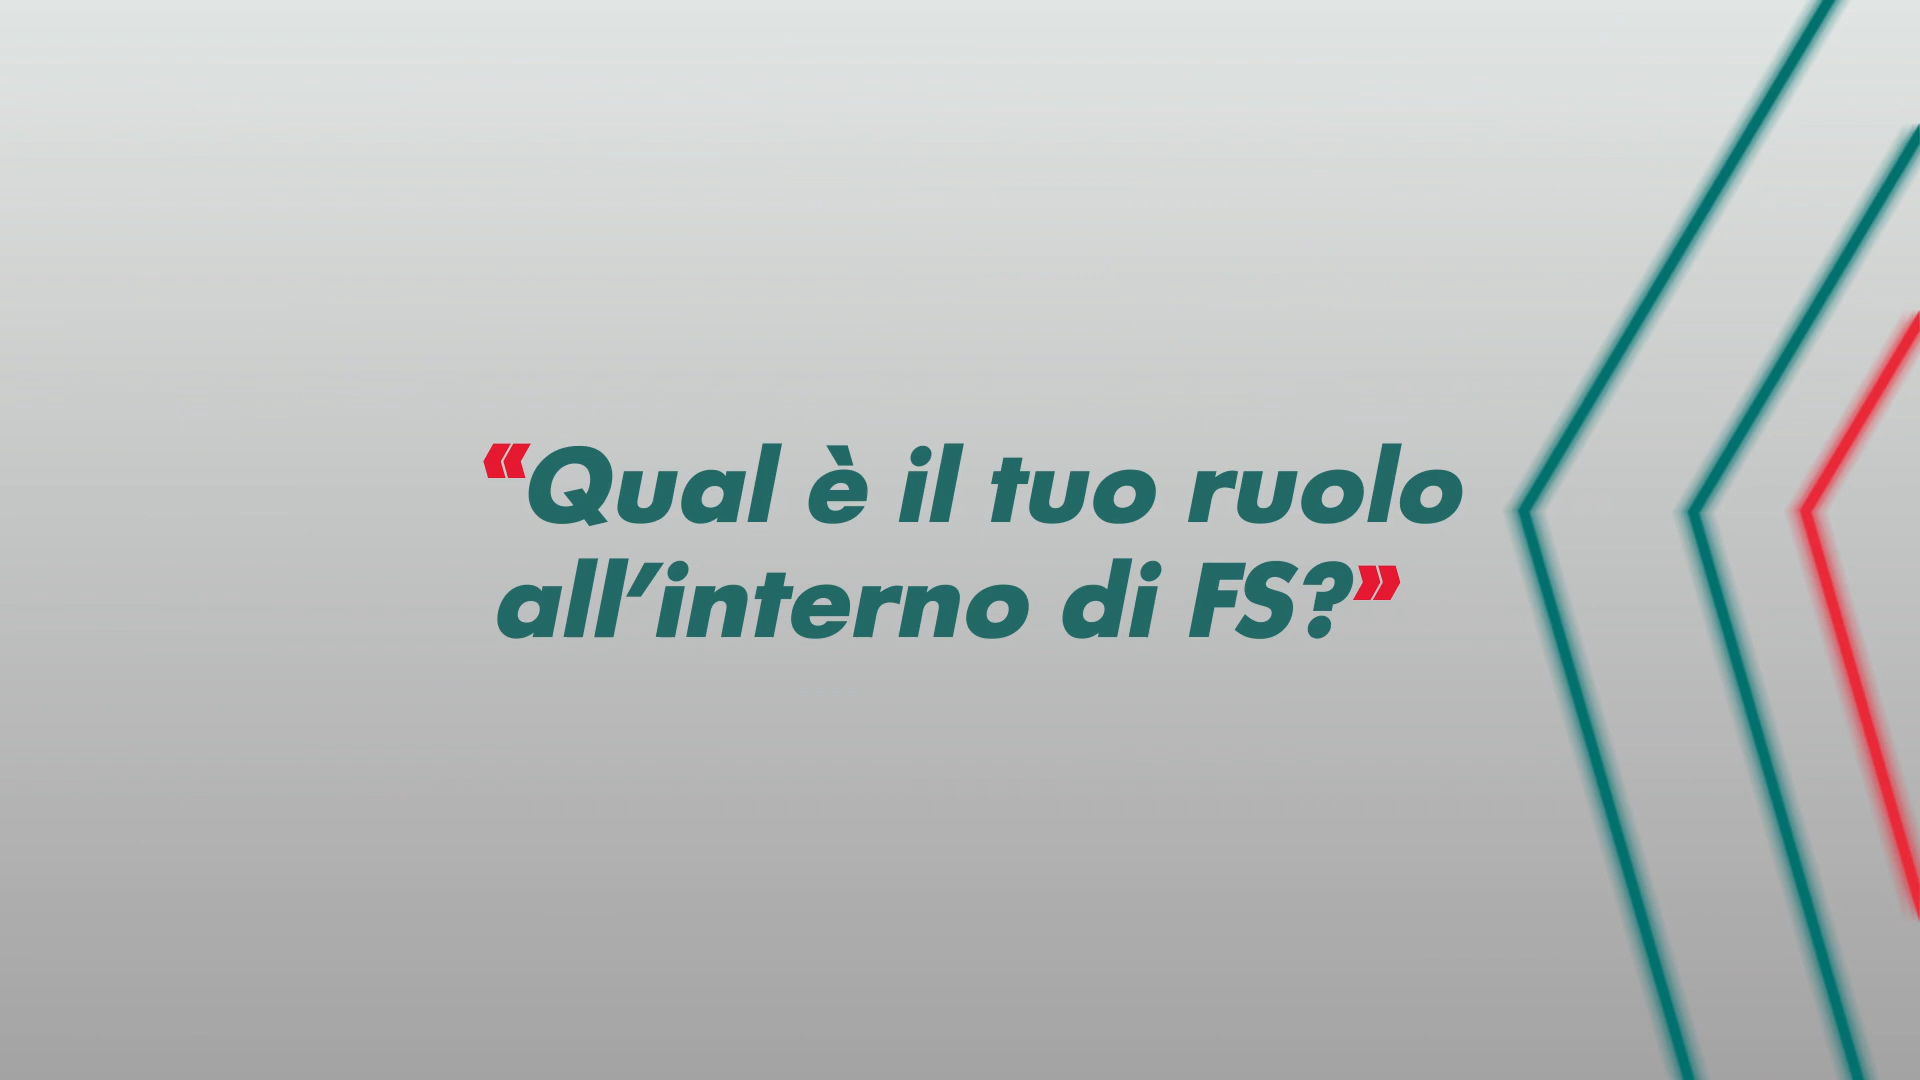 “Qual è il tuo ruolo
all’interno di FS?”